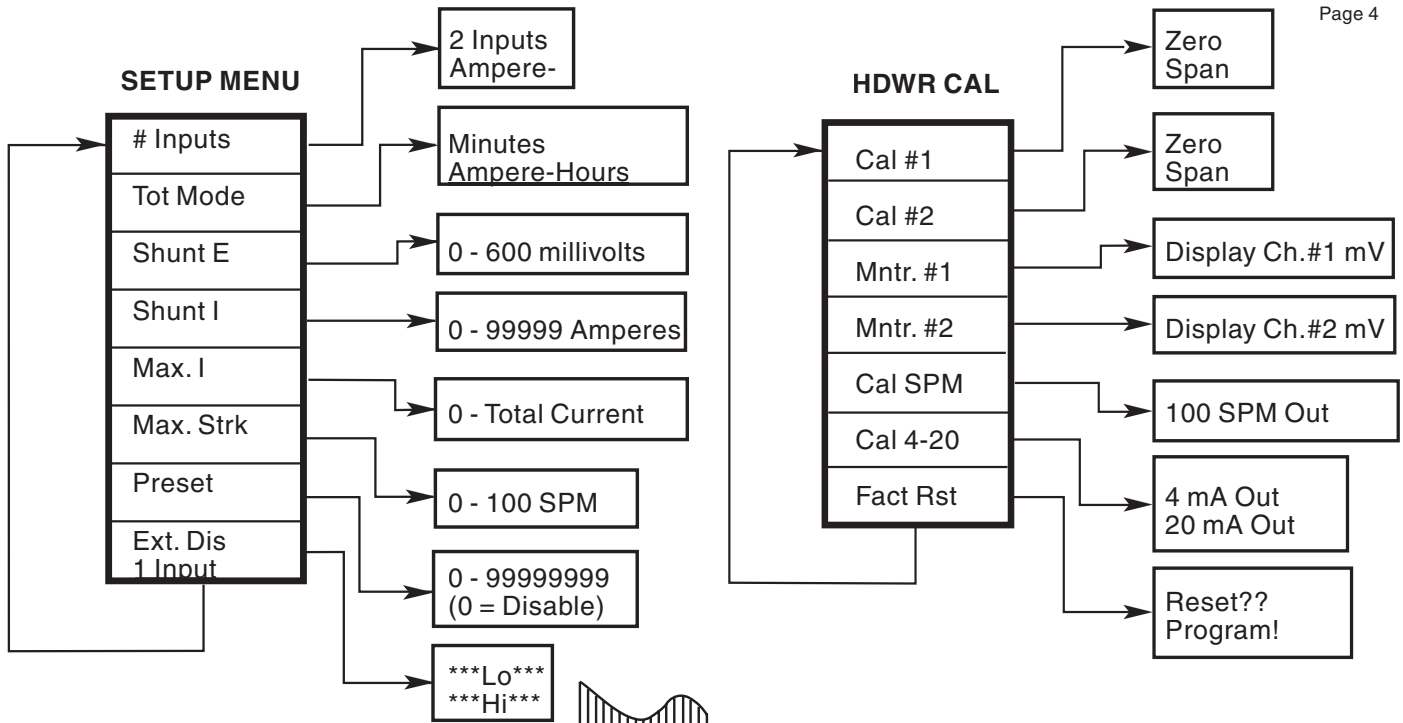 Page 4
SETUP MENU
# Inputs
Tot Mode
Shunt E
Shunt I
Max. I
Max. Strk
Preset
Ext. Dis
1 Input
2 Inputs
Ampere-
Minutes
Ampere-Hours
0 - 600 millivolts
0 - 99999 Amperes
0 - Total Current
0 - 100 SPM
0 - 99999999
(0 = Disable)
***Lo***
***Hi***
HDWR CAL
Cal #1
Cal #2
Mntr. #1
Mntr. #2
Cal SPM
Cal 4-20
Fact Rst
Zero
Span
Zero
Span
Display Ch.#1 mV
Display Ch.#2 mV
100 SPM Out
4 mA Out
20 mA Out
Reset??
Program!